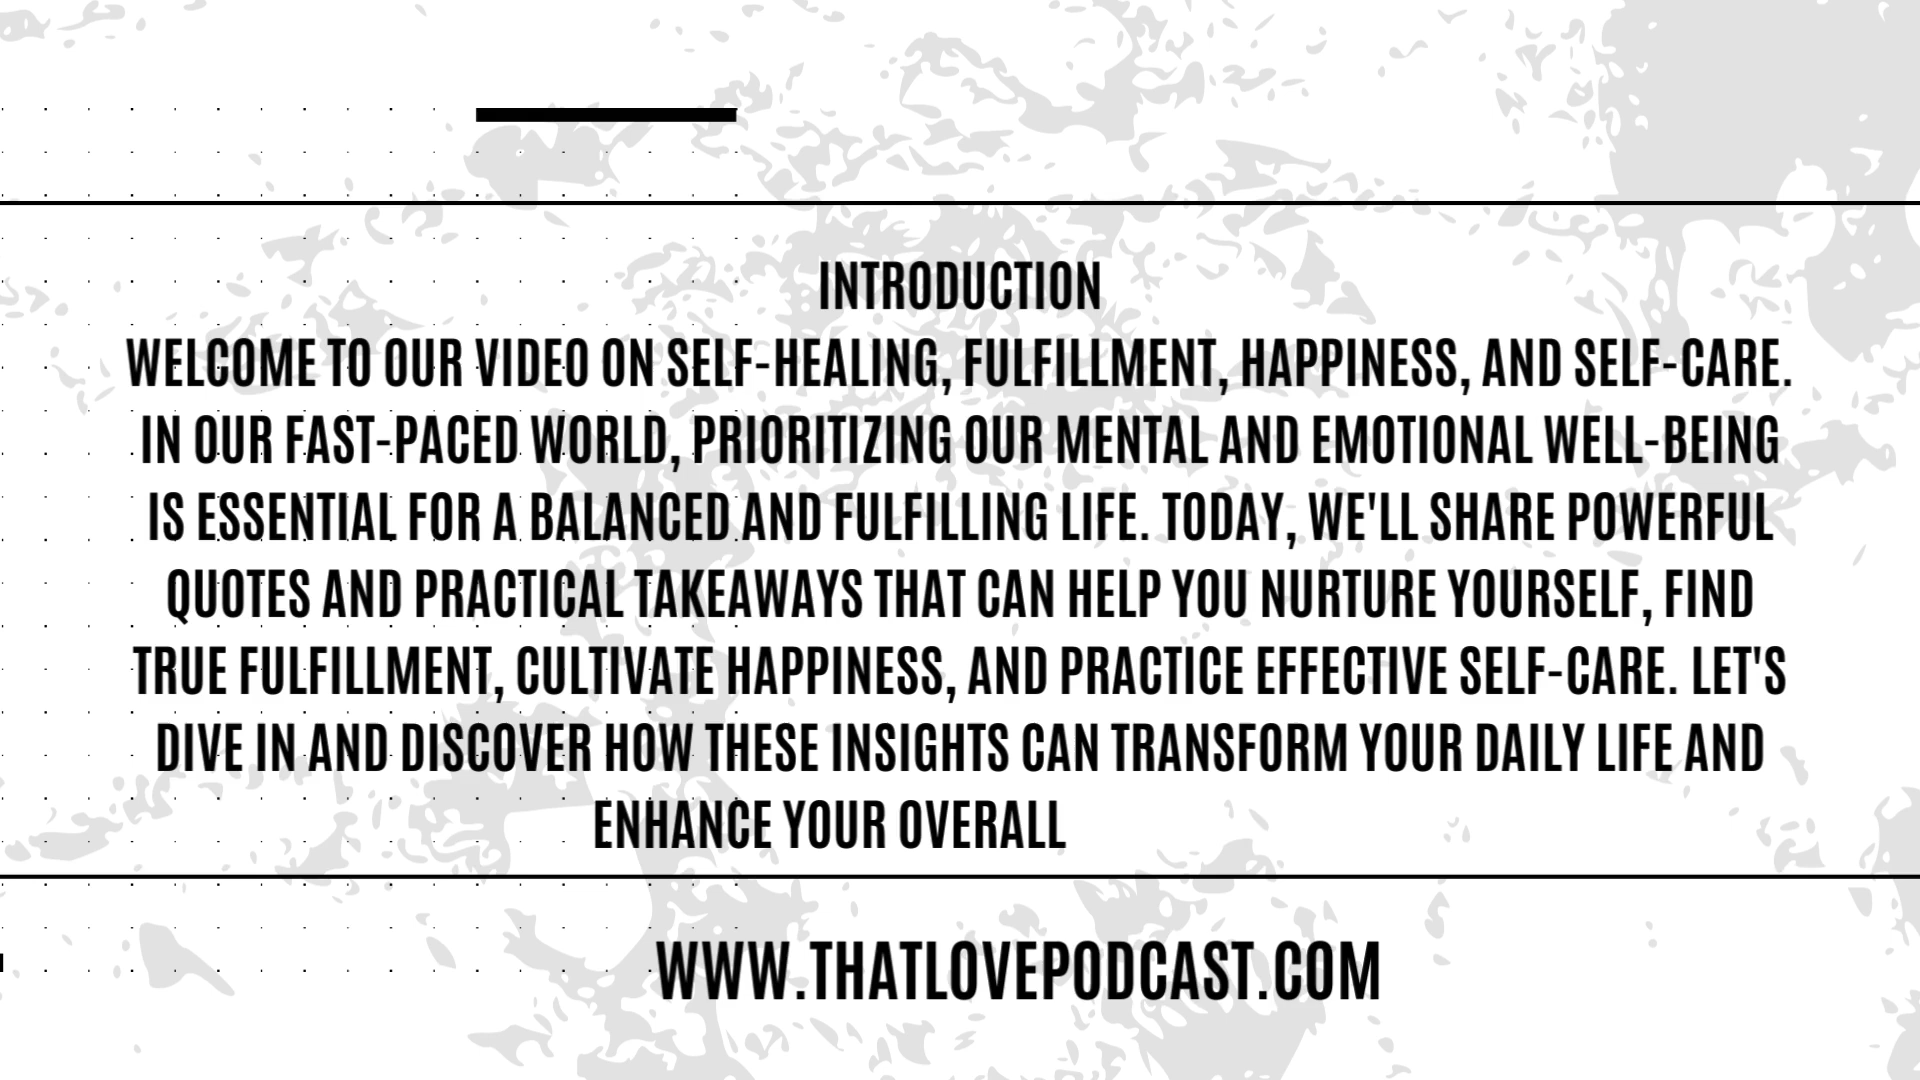 INTRODUCTION
WELCOME TO OUR VIDEO ON SELF-HEALING, FULFILLMENT, HAPPINESS, AND SELF-CARE.
IN OUR FAST-PACED WORLD, PRIORITIZING OUR MENTAL AND EMOTIONAL WELL-BEING
IS ESSENTIAL FOR A BALANCED AND FULFILLING LIFE. TODAY, WE'LL SHARE POWERFUL
QUOTES AND PRACTICAL TAKEAWAYS THAT CAN HELP YOU NURTURE YOURSELF, FIND
TRUE FULFILLMENT, CULTIVATE HAPPINESS, AND PRACTICE EFFECTIVE SELF-CARE. LET'S
DIVE IN AND DISCOVER HOW THESE INSIGHTS CAN TRANSFORM YOUR DAILY LIFE AND
ENHANCE YOUR OVERALL
WWW.THATLOVEPODCAST.COM